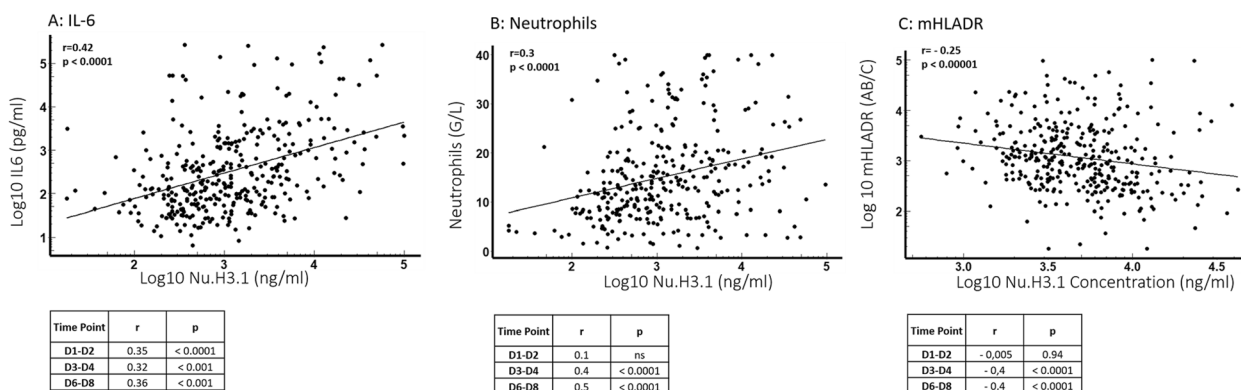 A: IL-6
r=0.42
p < 0.0001
5
4
3
2
1
Log10 IL6 (pg/ml)
2 3 4 5
Log10 Nu.H3.1 (ng/ml)
Time Point r p
D1-D2 0.35 < 0.0001
D3-D4 0.32 < 0.001
D6-D8 0.36 < 0.001
B: Neutrophils
r=0.3
p < 0.0001
40
30
20
10
0
Neutrophils (G/L)
2 3 4 5
Log10 Nu.H3.1 (ng/ml)
Time Point r p
D1-D2 0.1 ns
D3-D4 0.4 < 0.0001
D6-D8 0.5 < 0.0001
C: mHLADR
r= - 0.25
p < 0.00001
5
4
3
2
Log 10 mHLADR (AB/C)
3.0 3.5 4.0 4.5
Log10 Nu.H3.1 Concentration (ng/ml)
Time Point r p
D1-D2 - 0,005 0.94
D3-D4 - 0,4 < 0.0001
D6-D8 - 0.4 < 0.0001